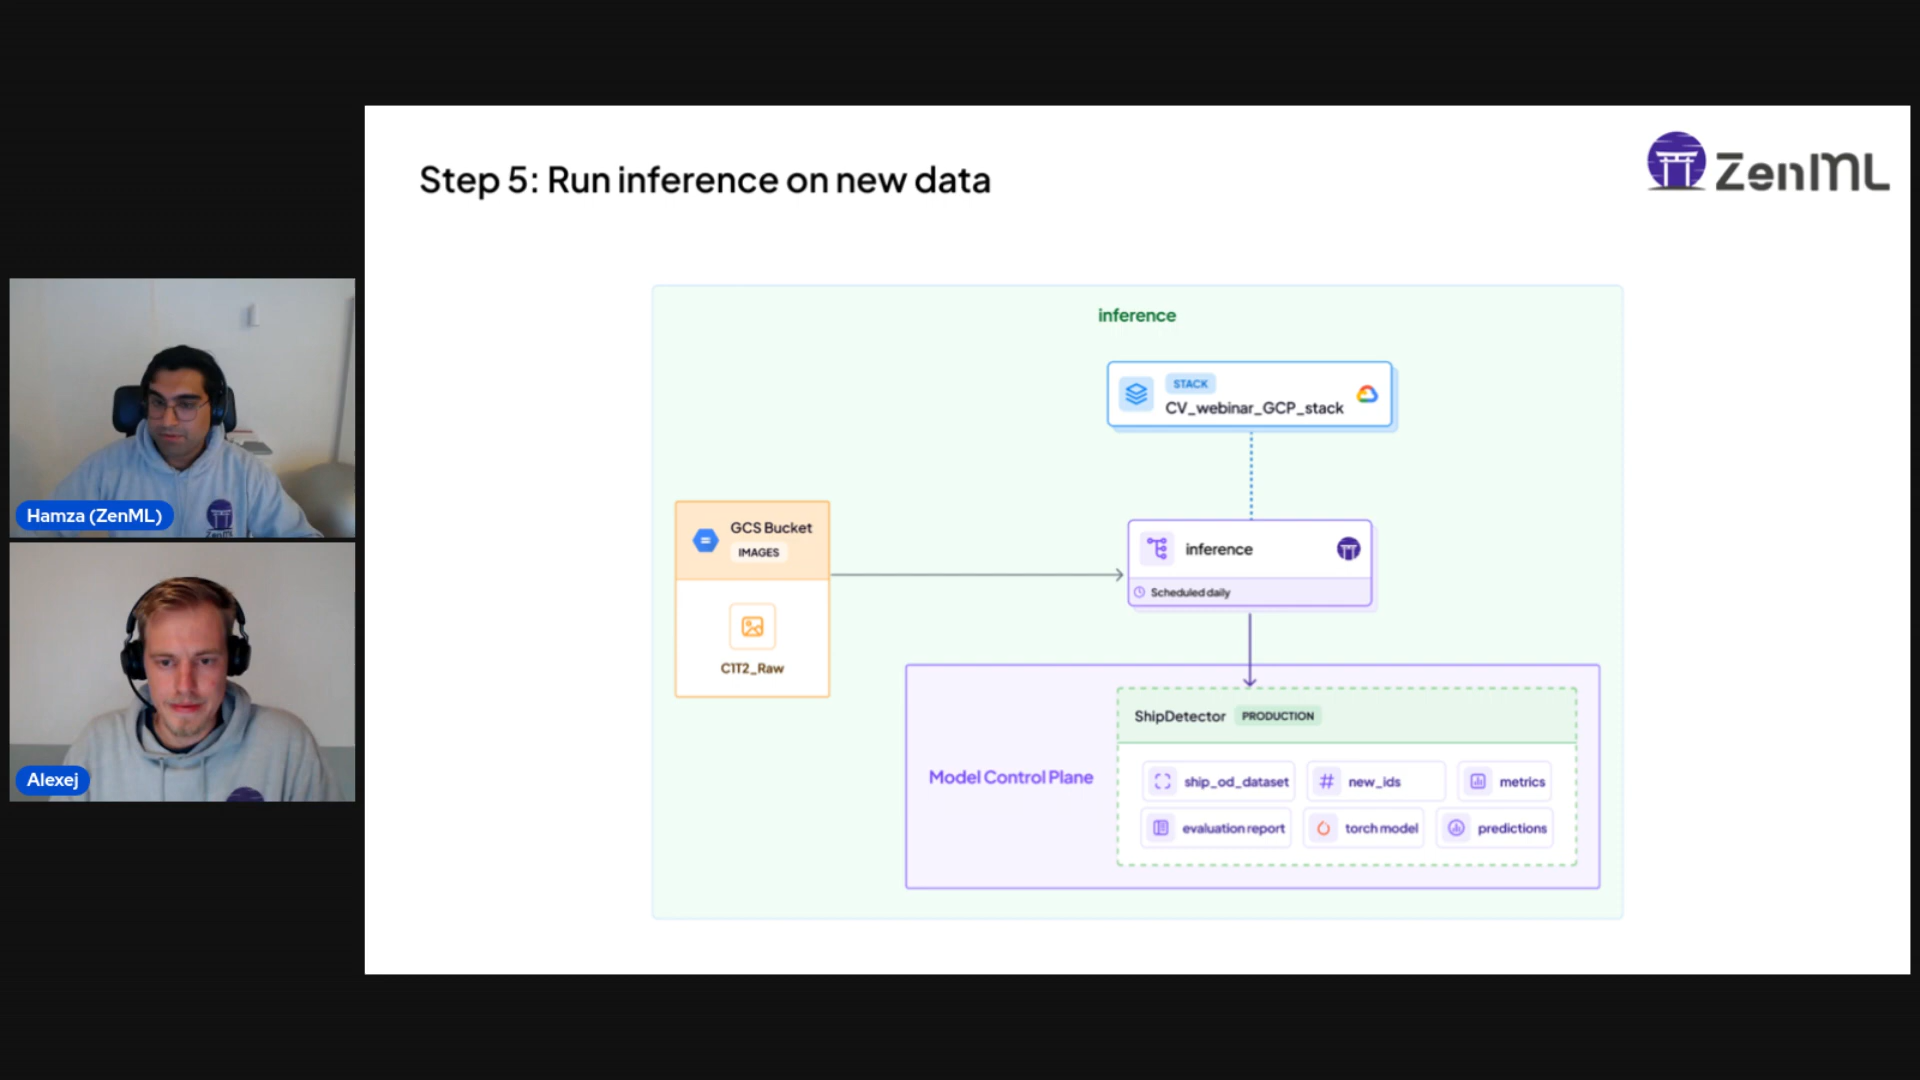 Step 5: Run inference on new data
ZenML
inference
STACK
CV_webinar_GCP_stack
GCS Bucket
IMAGES
C1T2_Raw
inference
Scheduled daily
Model Control Plane
ShipDetector PRODUCTION
ship_od_dataset
new_ids
metrics
evaluation report
torch model
predictions
Hamza (ZenML)
Alexej